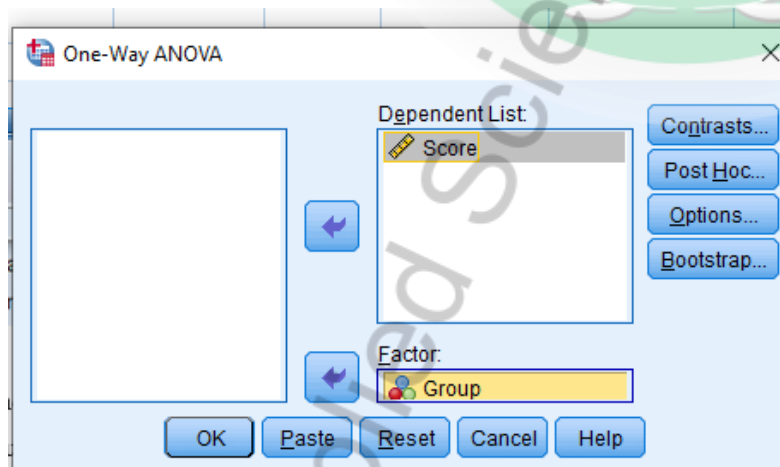 One-Way ANOVA
Dependent List:
Score
Contrasts...
Post Hoc...
Options...
Bootstrap...
Factor:
Group
OK Paste Reset Cancel Help